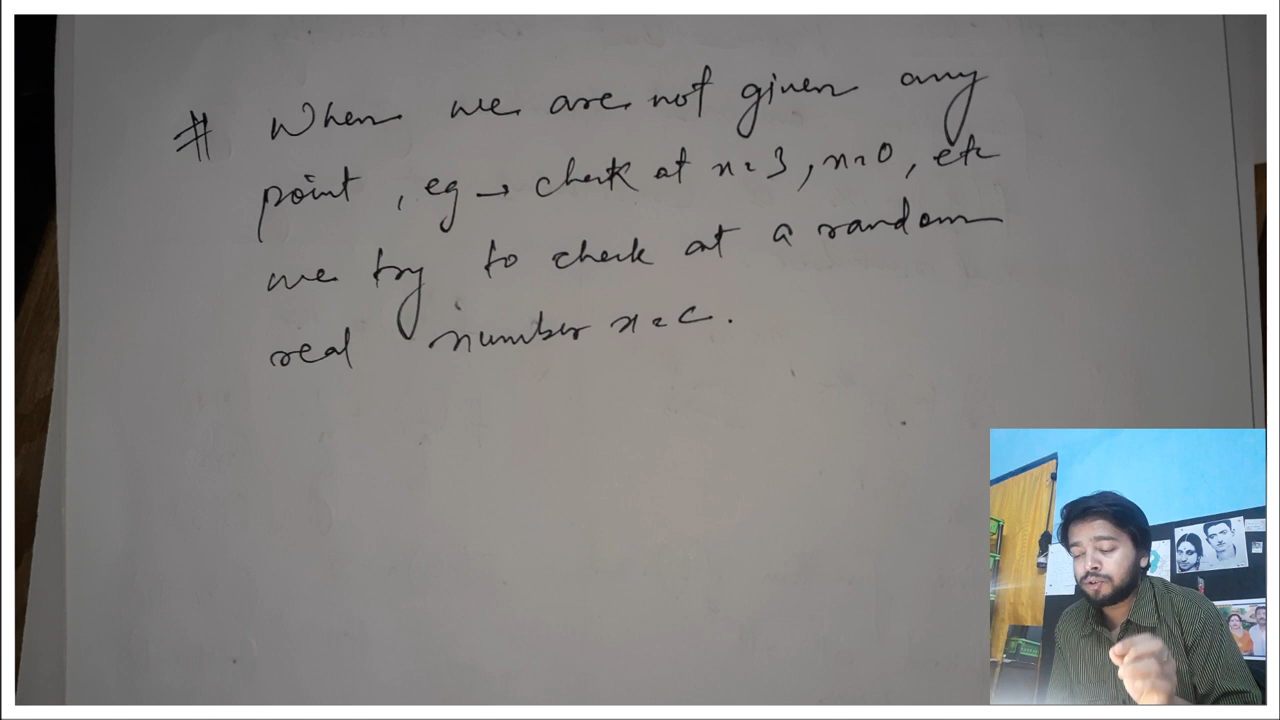 # When we are not given any
point, eg → check at x=3, x=0, etc
we try to check at a random
real number x=c.